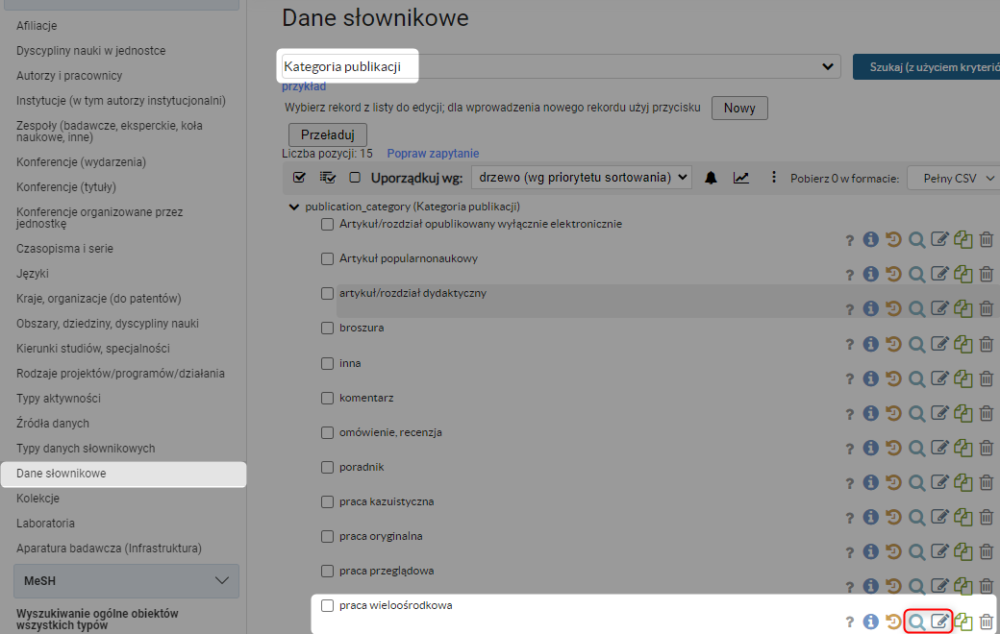 Afiliacje
Dyscypliny nauki w jednostce
Autorzy i pracownicy
Instytucje (w tym autorzy instytucjonalni)
Zespoły (badawcze, eksperckie, koła
naukowe, inne)
Konferencje (wydarzenia)
Konferencje (tytuły)
Konferencje organizowane przez
jednostkę
Czasopisma i serie
Języki
Kraje, organizacje (do patentów)
Obszary, dziedziny, dyscypliny nauki
Kierunki studiów, specjalności
Rodzaje projektów/programów/działania
Typy aktywności
Źródła danych
Typy danych słownikowych
Dane słownikowe
Kolekcje
Laboratoria
Aparatura badawcza (Infrastruktura)
MeSH
Wyszukiwanie ogólne obiektów
wszystkich typów
Dane słownikowe
Kategoria publikacji
Szukaj (z użyciem kryterió
przykład
Wybierz rekord z listy do edycji; dla wprowadzenia nowego rekordu użyj przycisku Nowy
Przeładuj
Liczba pozycji: 15 Popraw zapytanie
Uporządkuj wg: drzewo (wg priorytetu sortowania) Pobierz 0 w formacie: Pełny CSV
publication_category (Kategoria publikacji)
Artykuł/rozdział opublikowany wyłącznie elektronicznie
Artykuł popularnonaukowy
artykuł/rozdział dydaktyczny
broszura
inna
komentarz
omówienie, recenzja
poradnik
praca kazuistyczna
praca oryginalna
praca przeglądowa
praca wieloośrodkowa